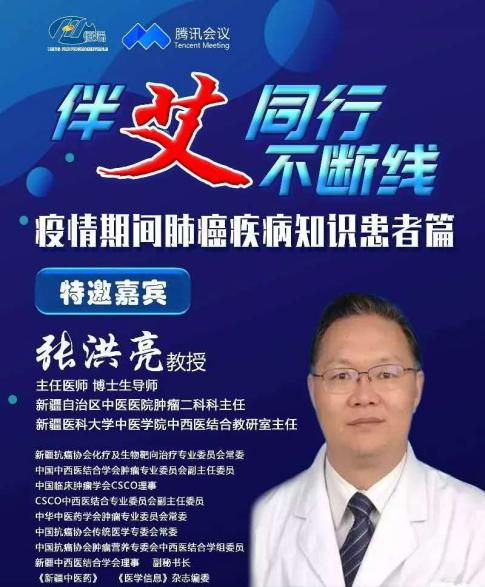 腾讯会议
Tencent Meeting
伴艾同行
不断线
疫情期间肺癌疾病知识患者篇
特邀嘉宾
张洪亮教授
主任医师 博士生导师
新疆自治区中医医院肿瘤二科科主任
新疆医科大学中医学院中西医结合教研室主任
新疆抗癌协会化疗及生物靶向治疗专业委员会常委
中国中西医结合学会肿瘤专业委员会副主任委员
中国临床肿瘤学会CSCO理事
CSCO中西医结合专业委员会副主任委员
中华中医药学会肿瘤专业委员会常委
中国抗癌协会传统医学专委会常委
中国抗癌协会肿瘤营养专委会中西医结合学组委员
新疆中西医结合学会理事 副秘书长
《新疆中医药》 《医学信息》杂志编委